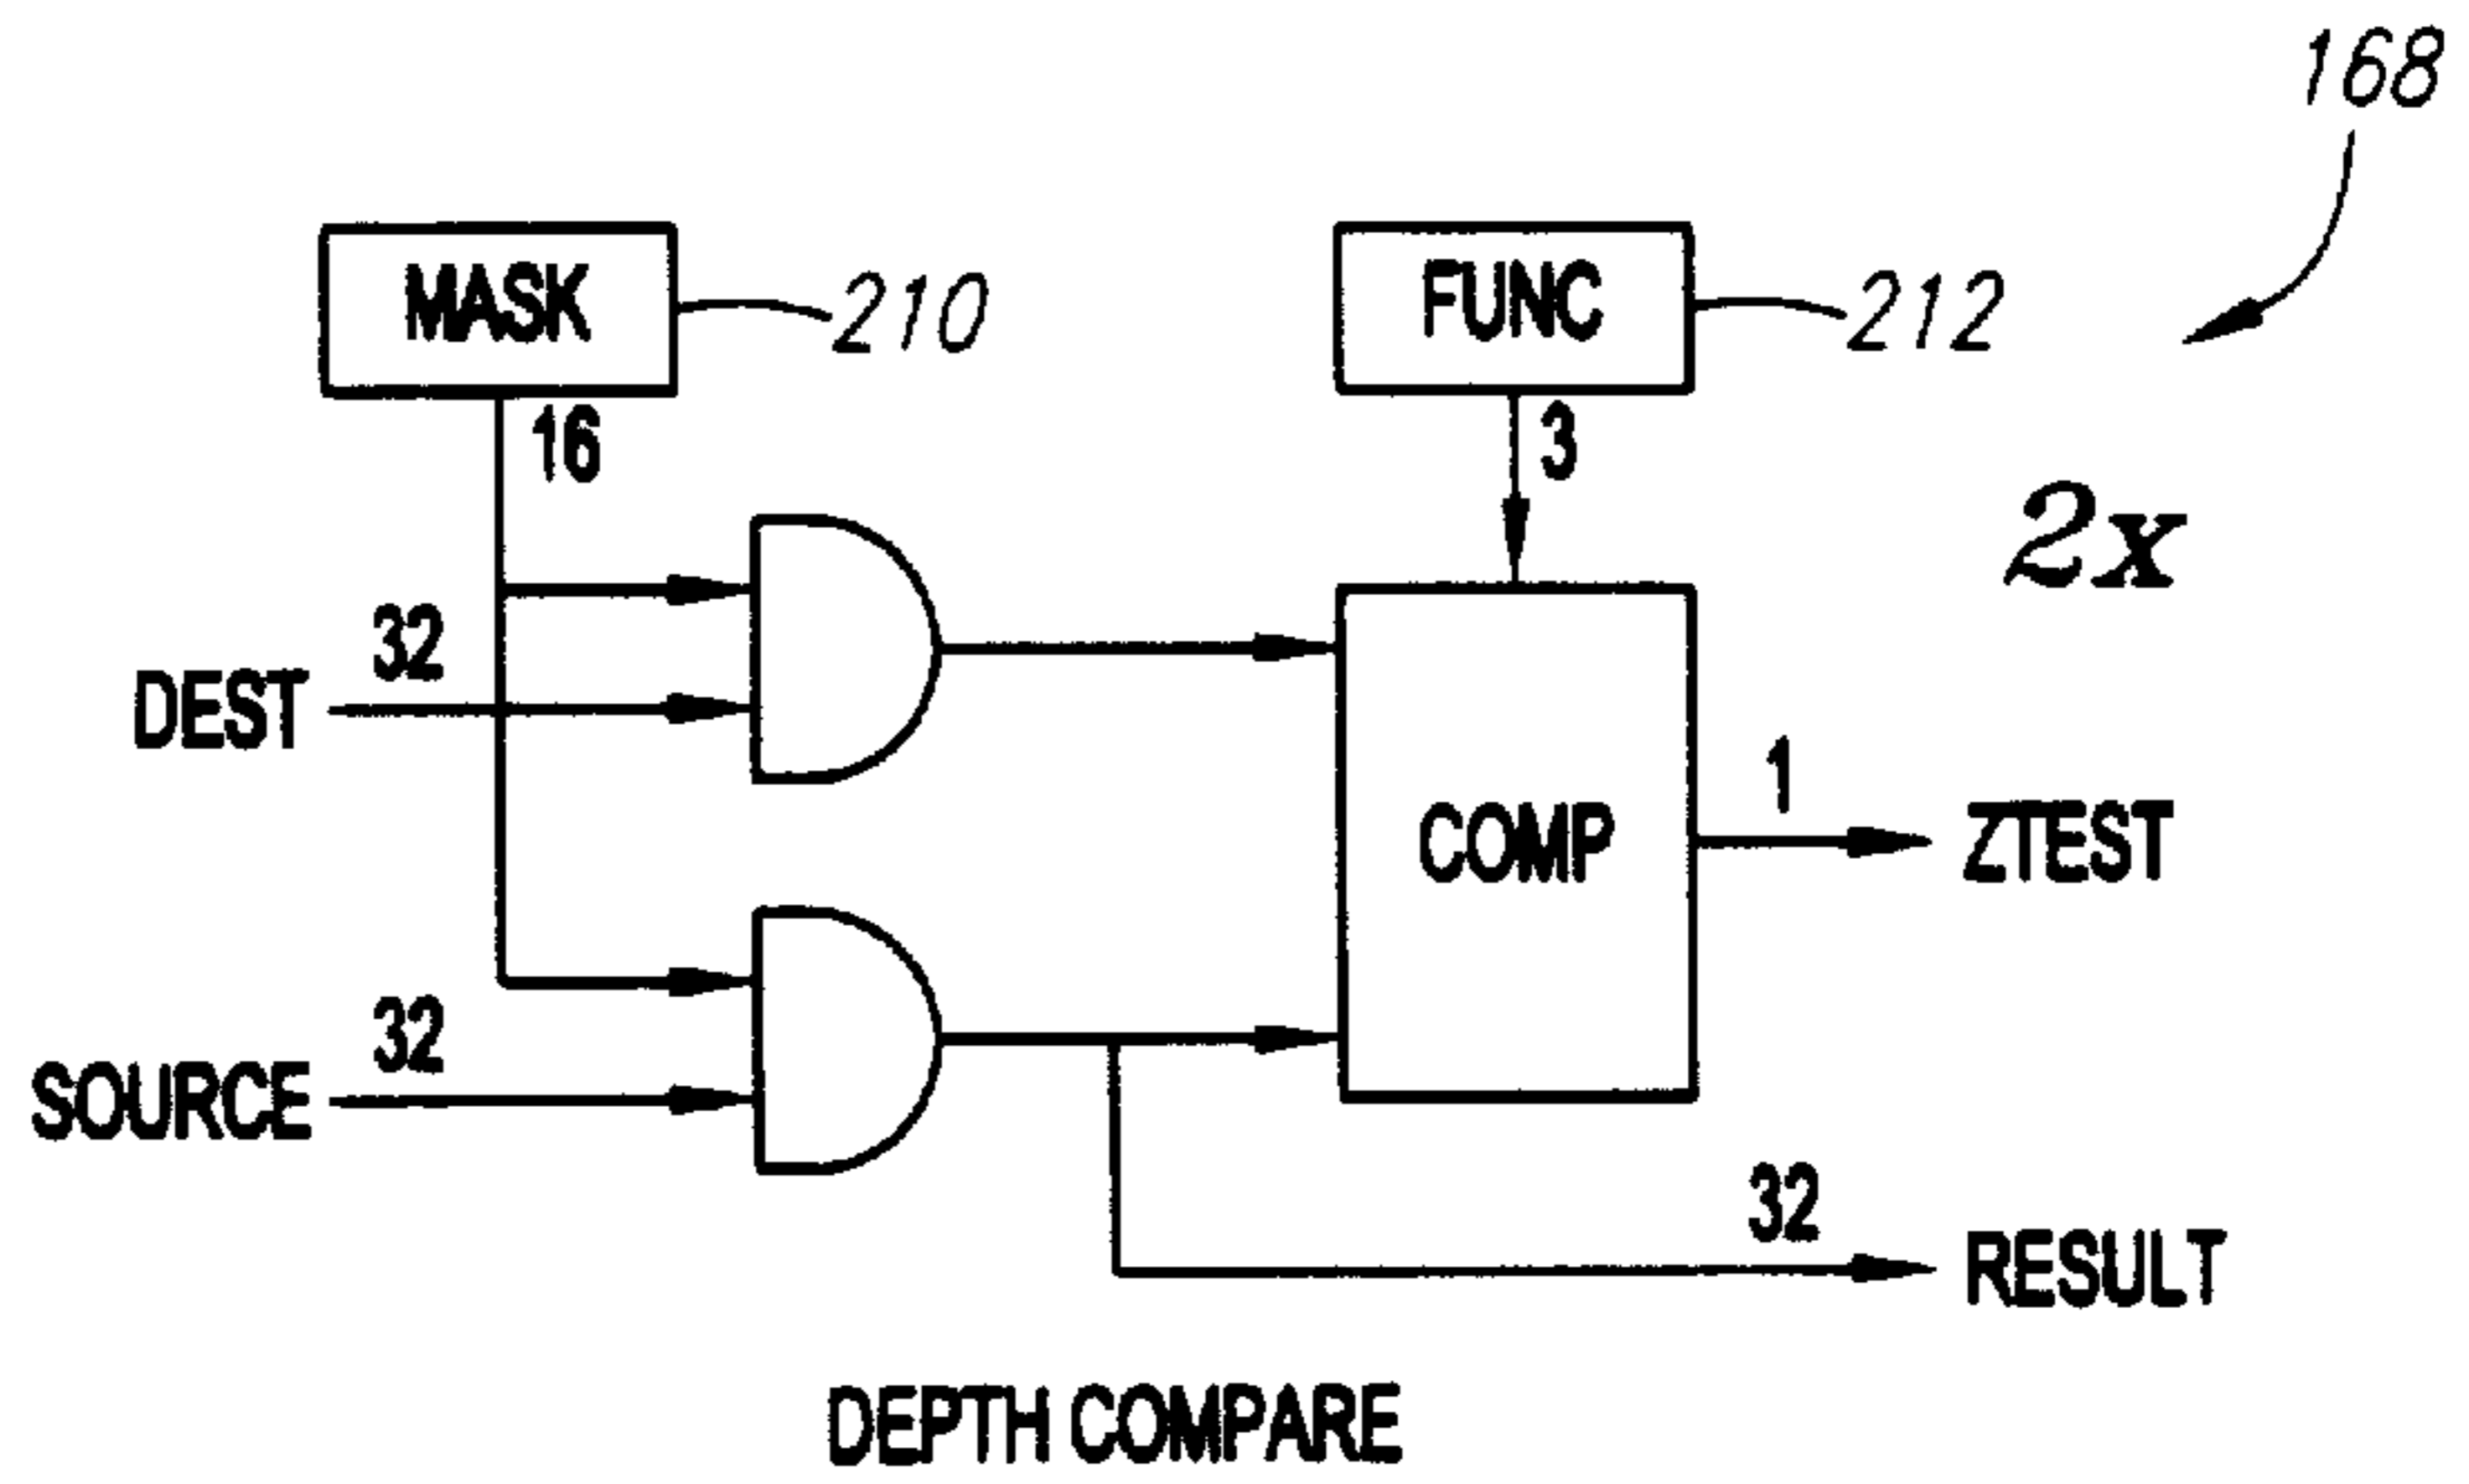 168
MASK 210 FUNC 212
16 3
2x
32
DEST
1
COMP ZTEST
32
SOURCE
32
RESULT
DEPTH COMPARE